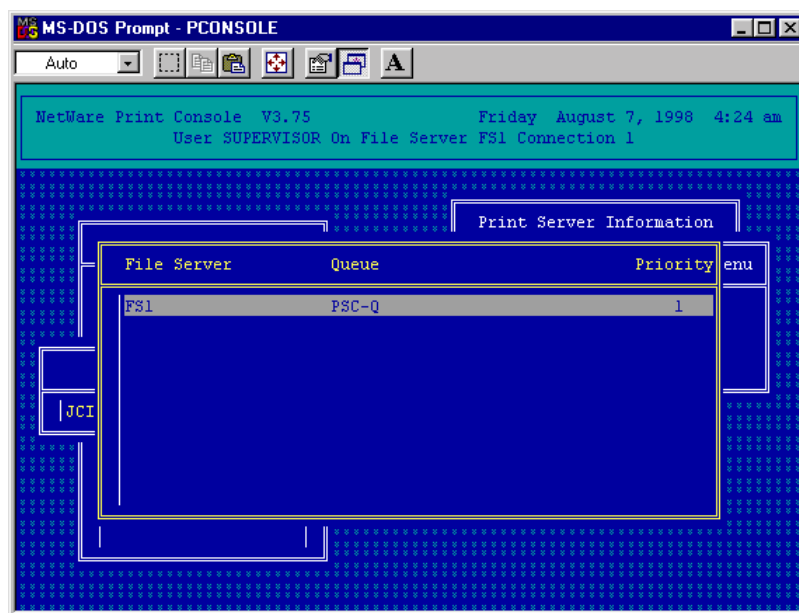 MS-DOS Prompt - PCONSOLE
Auto
A
NetWare Print Console V3.75 Friday August 7, 1998 4:24 am
User SUPERVISOR On File Server FS1 Connection 1
Print Server Information
File Server Queue Priority enu
FS1 PSC-Q 1
JCI